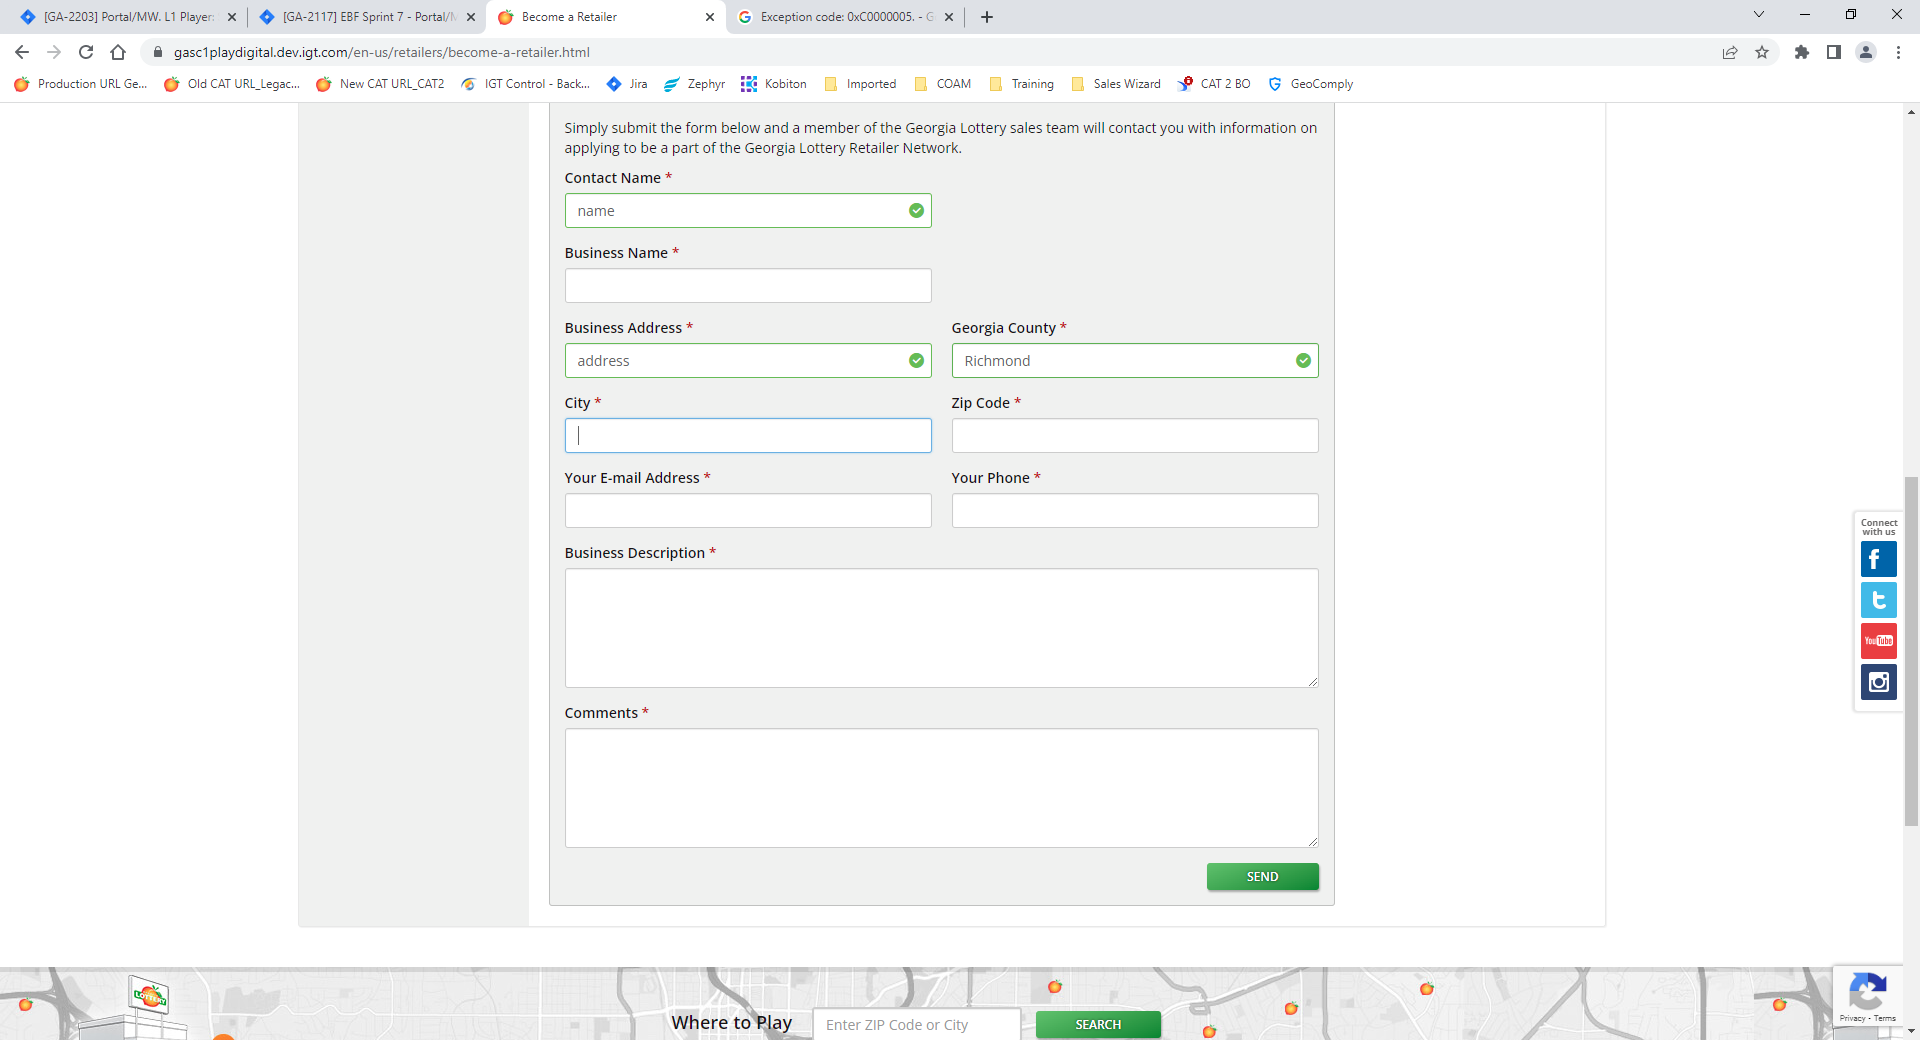 [GA-2203] Portal/MW. L1 Player:
[GA-2117] EBF Sprint 7 - Portal/M
Become a Retailer
Exception code: 0xC0000005. - G
gasc1playdigital.dev.igt.com/en-us/retailers/become-a-retailer.html
Production URL Ge...
Old CAT URL_Legac...
New CAT URL_CAT2
IGT Control - Back...
Jira
Zephyr
Kobiton
Imported
COAM
Training
Sales Wizard
CAT 2 BO
GeoComply
Simply submit the form below and a member of the Georgia Lottery sales team will contact you with information on
applying to be a part of the Georgia Lottery Retailer Network.
Contact Name *
name
Business Name *
Business Address *
Georgia County *
address
Richmond
City *
Zip Code *
Your E-mail Address *
Your Phone *
Business Description *
Comments *
SEND
Connect
with us
You Tube
LOTTERY
Where to Play
Enter ZIP Code or City
SEARCH
Privacy - Terms